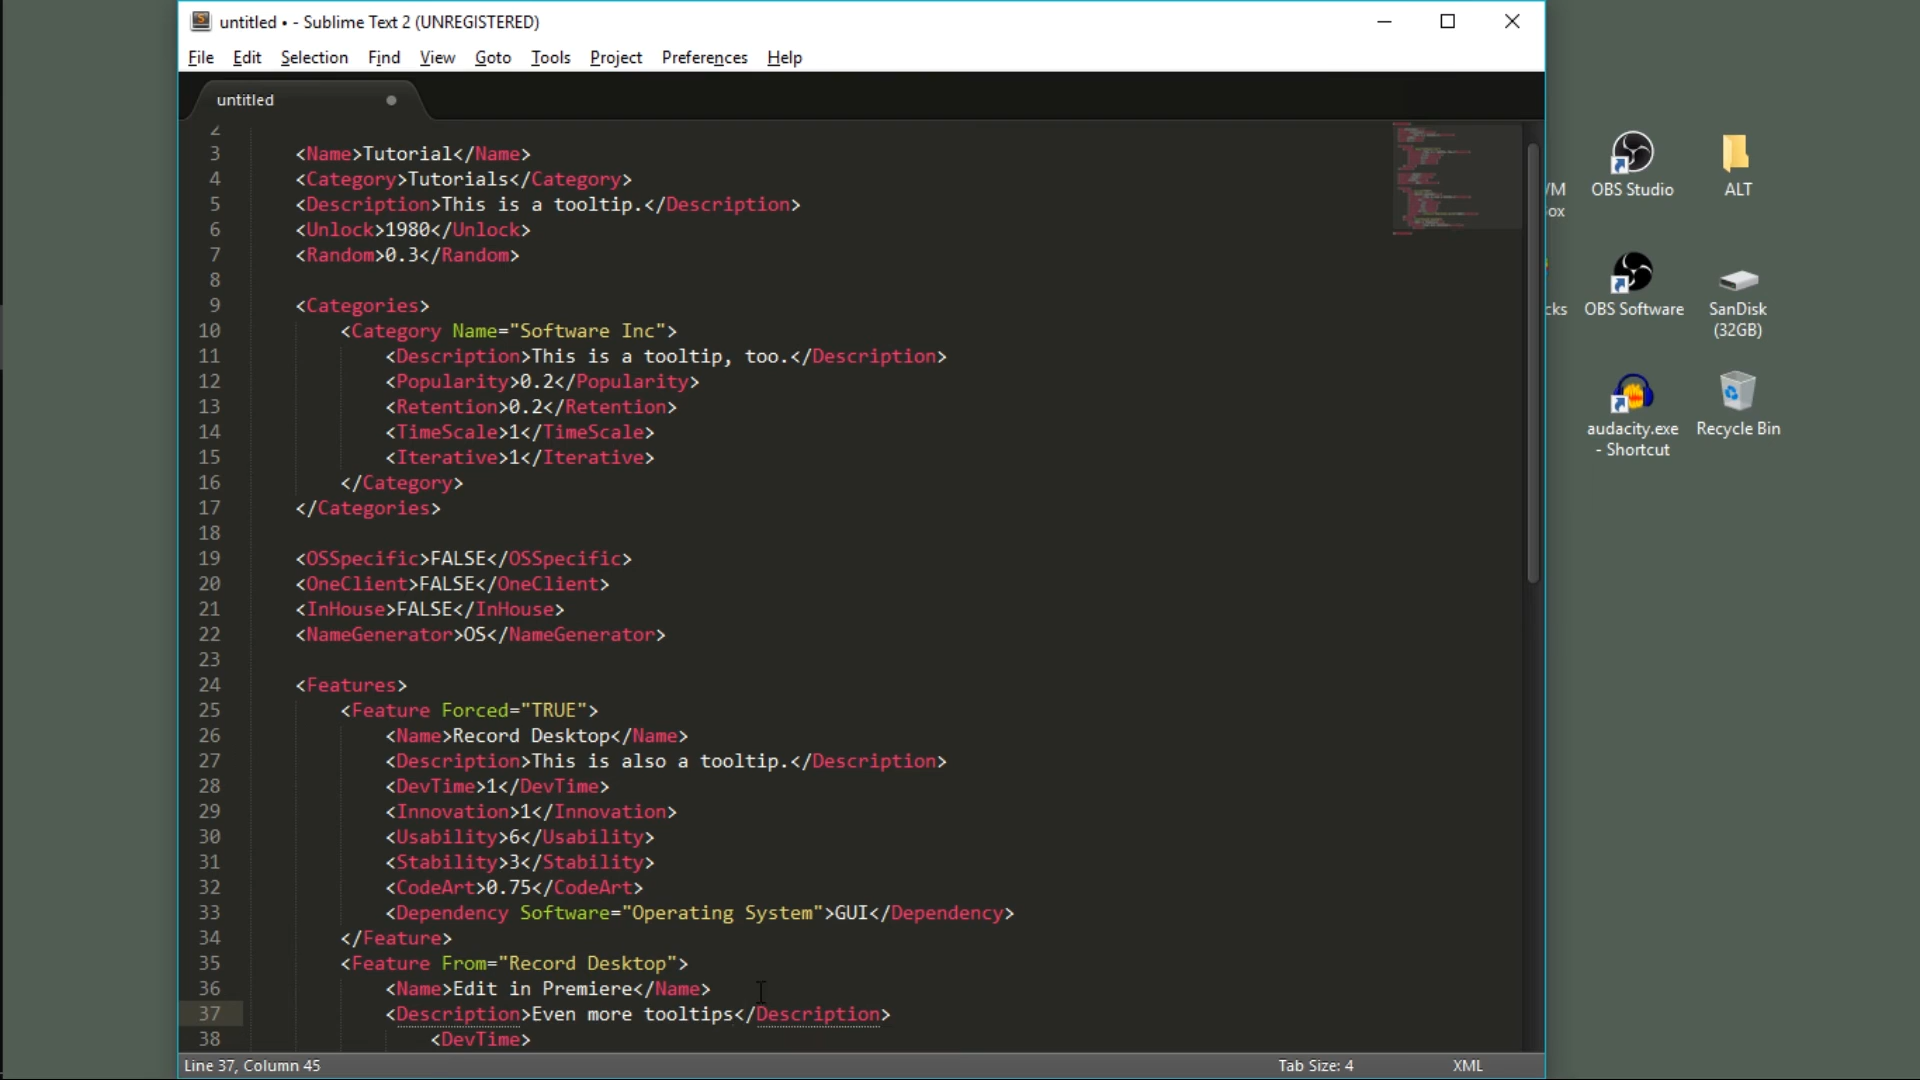 untitled • - Sublime Text 2 (UNREGISTERED)
File Edit Selection Find View Goto Tools Project Preferences Help
untitled
2
3 <Name>Tutorial</Name>
4 <Category>Tutorials</Category>
5 <Description>This is a tooltip.</Description>
6 <Unlock>1980</Unlock>
7 <Random>0.3</Random>
8
9 <Categories>
10 <Category Name="Software Inc">
11 <Description>This is a tooltip, too.</Description>
12 <Popularity>0.2</Popularity>
13 <Retention>0.2</Retention>
14 <TimeScale>1</TimeScale>
15 <Iterative>1</Iterative>
16 </Category>
17 </Categories>
18
19 <OSSpecific>FALSE</OSSpecific>
20 <OneClient>FALSE</OneClient>
21 <InHouse>FALSE</InHouse>
22 <NameGenerator>OS</NameGenerator>
23
24 <Features>
25 <Feature Forced="TRUE">
26 <Name>Record Desktop</Name>
27 <Description>This is also a tooltip.</Description>
28 <DevTime>1</DevTime>
29 <Innovation>1</Innovation>
30 <Usability>6</Usability>
31 <Stability>3</Stability>
32 <CodeArt>0.75</CodeArt>
33 <Dependency Software="Operating System">GUI</Dependency>
34 </Feature>
35 <Feature From="Record Desktop">
36 <Name>Edit in Premiere</Name>
37 <Description>Even more tooltips</Description>
38 <DevTime>
Line 37, Column 45
Tab Size: 4
XML
OBS Studio
ALT
OBS Software
SanDisk
(32GB)
audacity.exe
- Shortcut
Recycle Bin